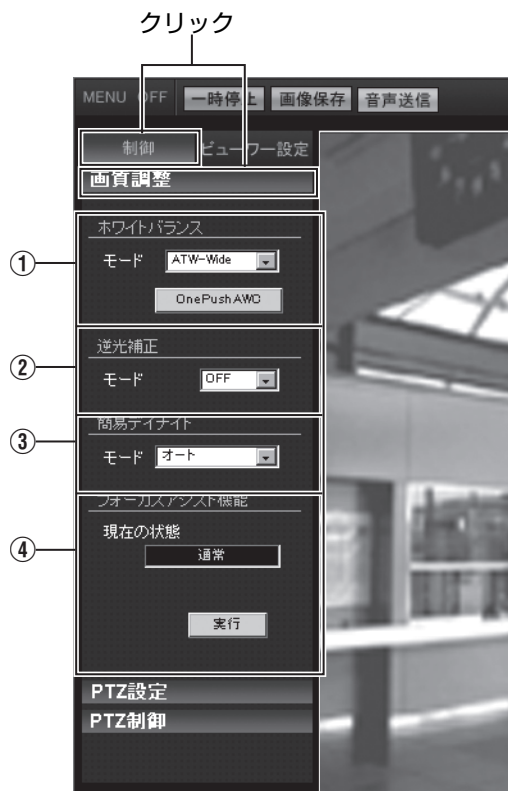 クリック
MENU OFF 一時停止 画像保存 音声送信
制御 ビューワー設定
画質調整
ホワイトバランス
① モード ATW-Wide
OnePushAWC
逆光補正
② モード OFF
簡易デイナイト
③ モード オート
フォーカスアシスト機能
④ 現在の状態
通常
実行
PTZ設定
PTZ制御